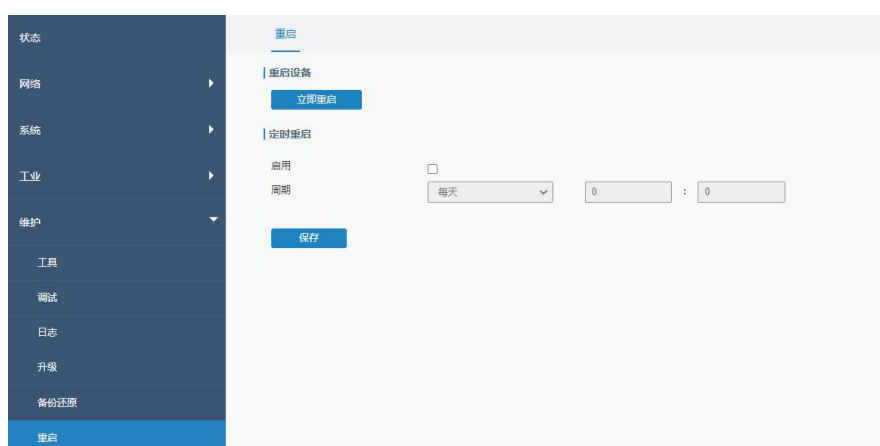 状态
网络
系统
工业
维护
工具
调试
日志
升级
备份还原
重启
重启
重启设备
立即重启
定时重启
启用
周期
每天
0 : 0
保存